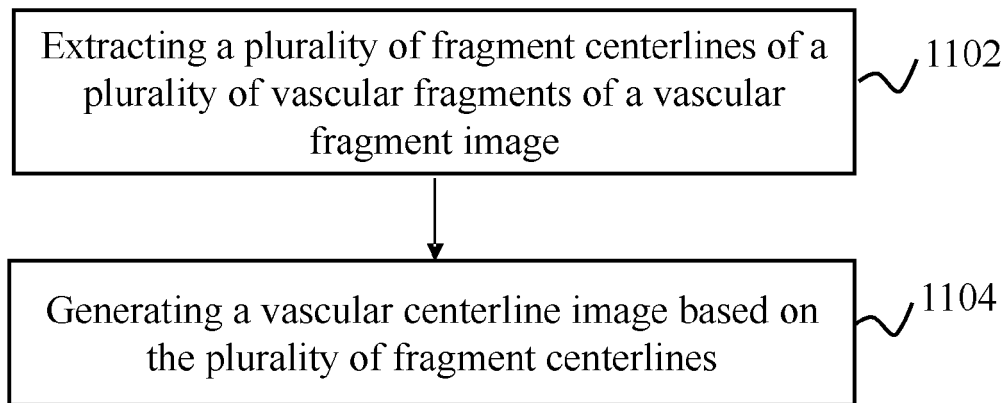 Extracting a plurality of fragment centerlines of a
plurality of vascular fragments of a vascular
fragment image
1102
Generating a vascular centerline image based on
the plurality of fragment centerlines
1104